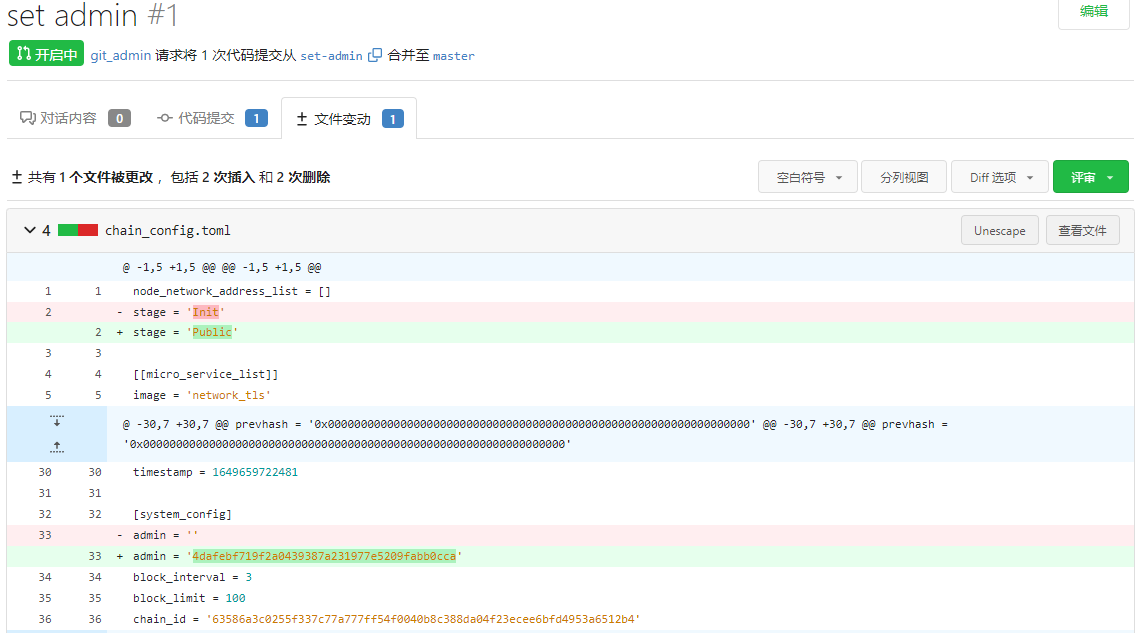 set admin #1
编辑
开启中 git_admin 请求将 1 次代码提交从 set-admin 合并至 master
对话内容 0 代码提交 1 文件变动 1
共有 1 个文件被更改 ，包括 2 次插入 和 2 次删除
空白符号 分列视图 Diff 选项 评审
4 chain_config.toml Unescape 查看文件
@ -1,5 +1,5 @@ @@ -1,5 +1,5 @@
1 1 node_network_address_list = []
2 - stage = 'Init'
2 + stage = 'Public'
3 3
4 4 [[micro_service_list]]
5 5 image = 'network_tls'
@ -30,7 +30,7 @@ prevhash = '0x0000000000000000000000000000000000000000000000000000000000000000' @@ -30,7 +30,7 @@ prevhash =
'0x0000000000000000000000000000000000000000000000000000000000000000'
30 30 timestamp = 1649659722481
31 31
32 32 [system_config]
33 - admin = ''
33 + admin = '4dafebf719f2a0439387a231977e5209fabb0cca'
34 34 block_interval = 3
35 35 block_limit = 100
36 36 chain_id = '63586a3c0255f337c77a777ff54f0040b8c388da04f23ecee6bfd4953a6512b4'